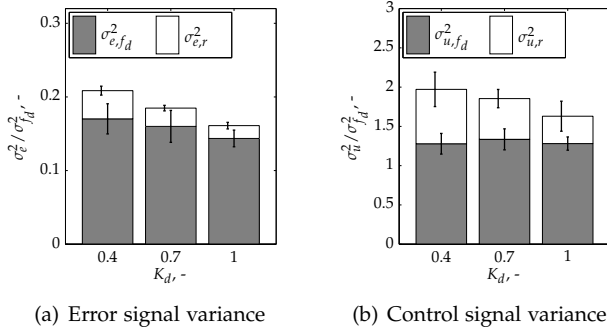 σ²e,fd σ²e,r
0.3
0.2
0.1
0
σ²e/σ²fd, -
0.4 0.7 1
Kd, -
(a) Error signal variance
σ²u,fd σ²u,r
3
2.5
2
1.5
1
0.5
0
σ²u/σ²fd, -
0.4 0.7 1
Kd, -
(b) Control signal variance